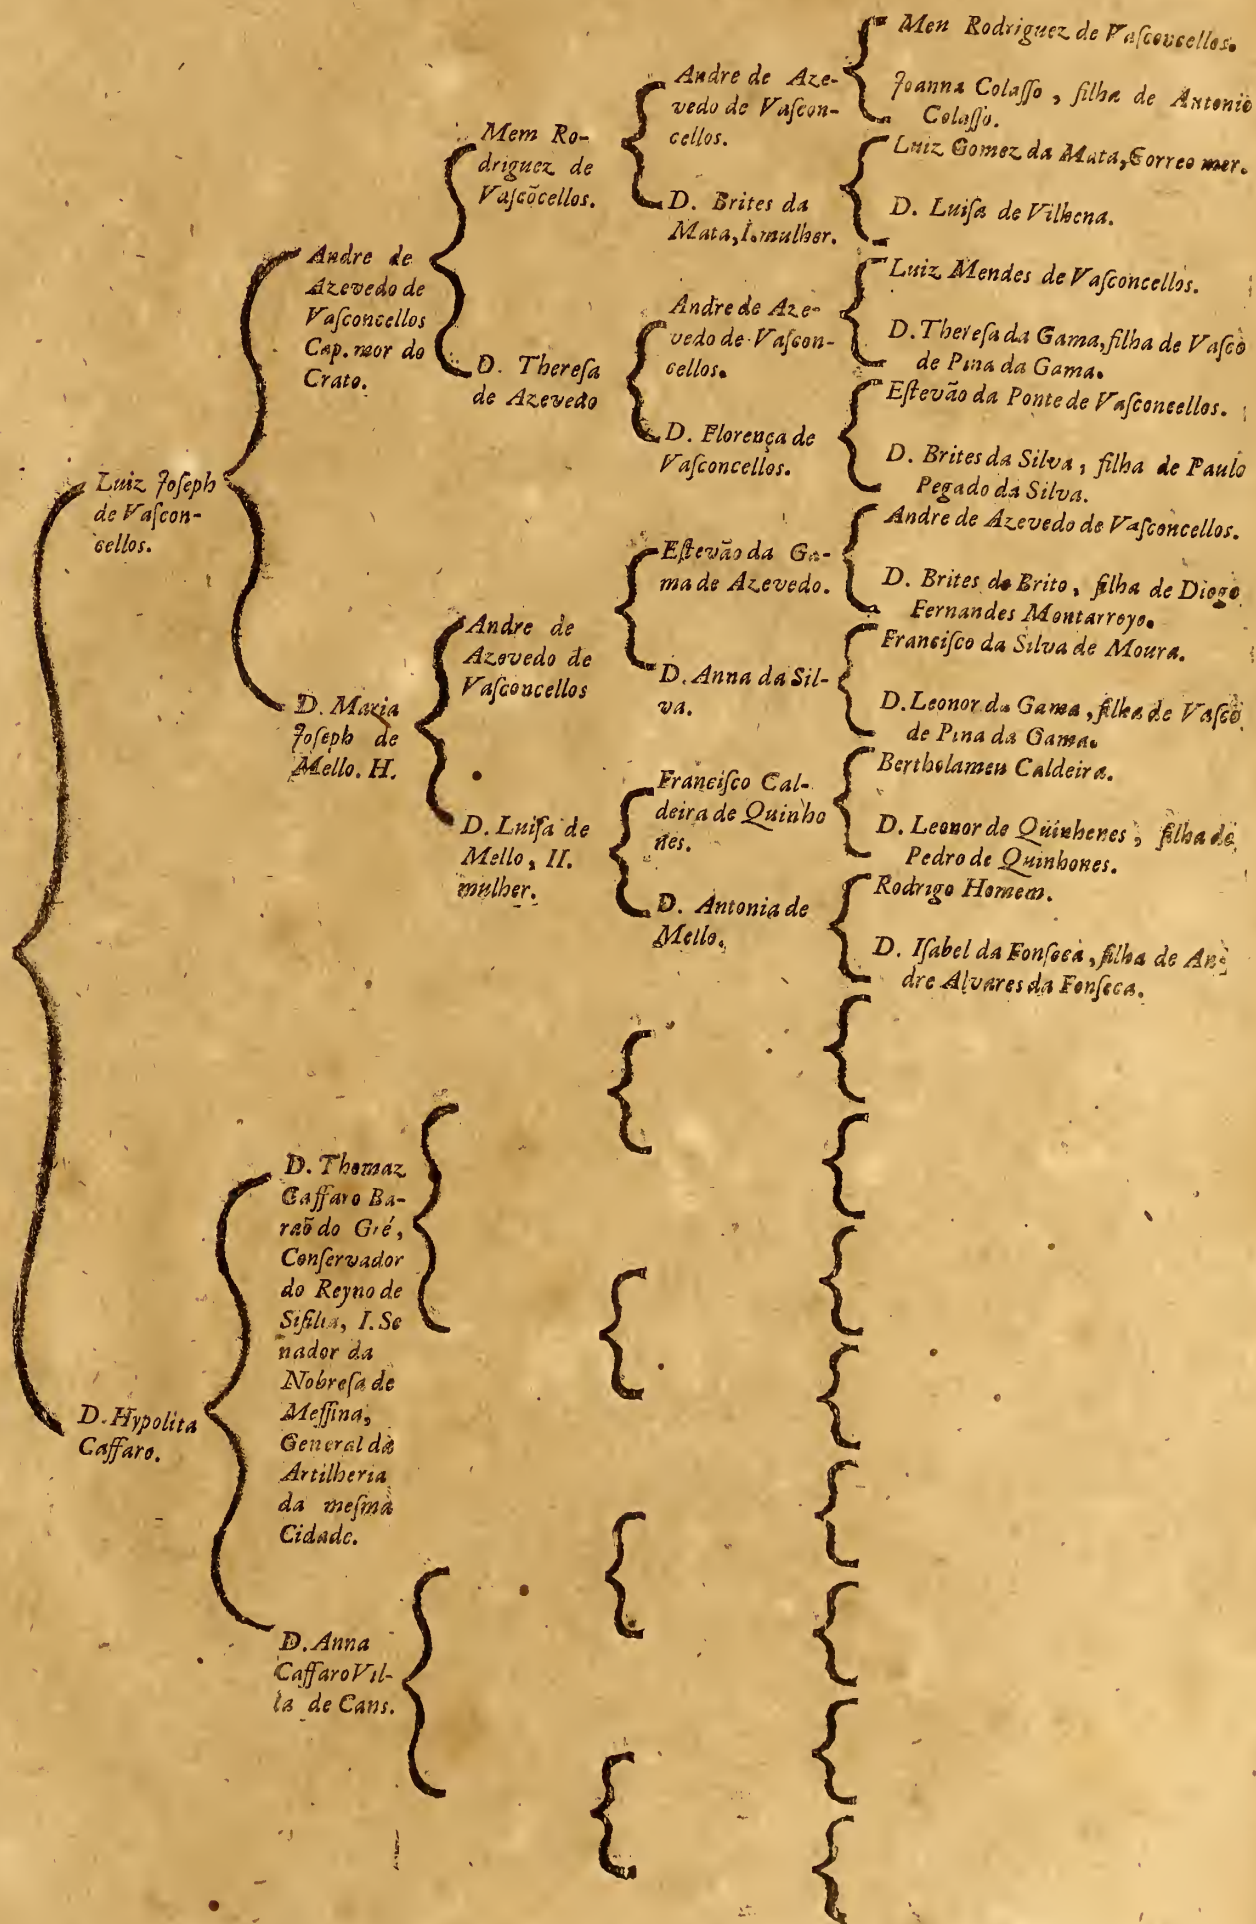 Luiz Joseph
de Vaſcon-
cellos.
D. Hypolita
Caffaro.
Andre de
Azevedo de
Vaſconcellos
Cap. mor do
Crato.
D. Maria
Joſeph de
Mello. H.
D. Thomaz
Caffaro Ba-
raõ do Gré,
Conſervador
do Reyno de
Siſilia, I. Se
nador da
Nobreſa de
Meſſina,
General da
Artilheria
da meſma
Cidade.
D. Anna
Caffaro Vil-
la de Cans.
Mem Ro-
driguez de
Vaſcõcellos.
D. Thereſa
de Azevedo
Andre de
Azevedo de
Vaſconcellos
D. Luiſa de
Mello, II.
mulher.
Andre de Aze-
vedo de Vaſcon-
cellos.
D. Brites da
Mata, I. mulher.
Andre de Aze-
vedo de Vaſcon-
cellos.
D. Florença de
Vaſconcellos.
Eſtevão da Ga-
ma de Azevedo.
D. Anna da Sil-
va.
Franciſco Cal-
deira de Quinho
nes.
D. Antonia de
Mello.
Men Rodriguez de Vaſconcellos.
Joanna Colaſſo, filha de Antonio
Colaſſo.
Luiz Gomez da Mata, Correo mor.
D. Luiſa de Vilhena.
Luiz Mendes de Vaſconcellos.
D. Thereſa da Gama, filha de Vaſco
de Pina da Gama.
Eſtevão da Ponte de Vaſconcellos.
D. Brites da Silva, filha de Paulo
Pegado da Silva.
Andre de Azevedo de Vaſconcellos.
D. Brites de Brito, filha de Diogo
Fernandes Montarroyo.
Franciſco da Silva de Moura.
D. Leonor da Gama, filha de Vaſco
de Pina da Gama.
Bertholameu Caldeira.
D. Leonor de Quinhenes, filha de
Pedro de Quinhones.
Rodrigo Homem.
D. Iſabel da Fonſeca, filha de An-
dre Alvares da Fonſeca.